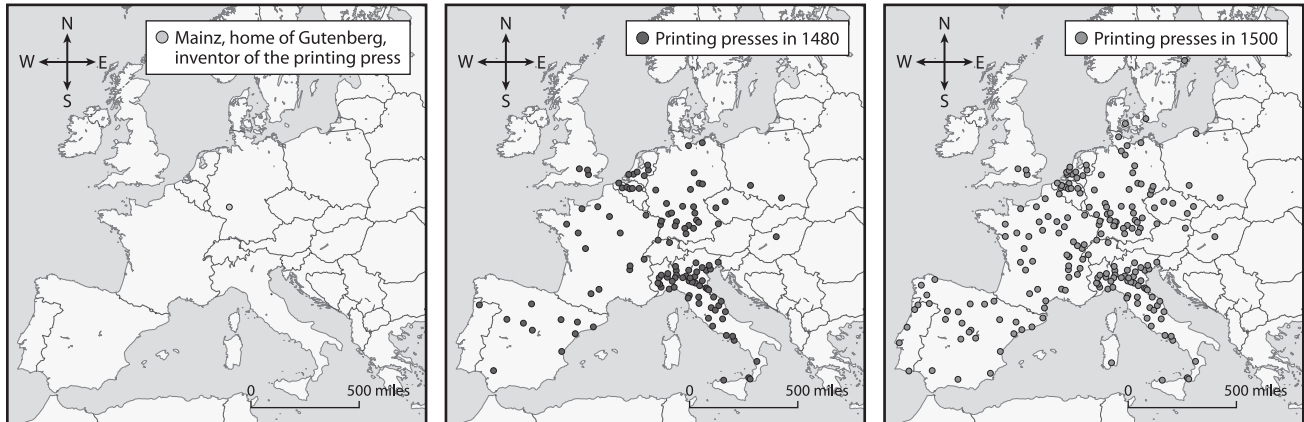 N
W E
S
Mainz, home of Gutenberg,
inventor of the printing press
0 500 miles
N
W E
S
Printing presses in 1480
0 500 miles
N
W E
S
Printing presses in 1500
0 500 miles